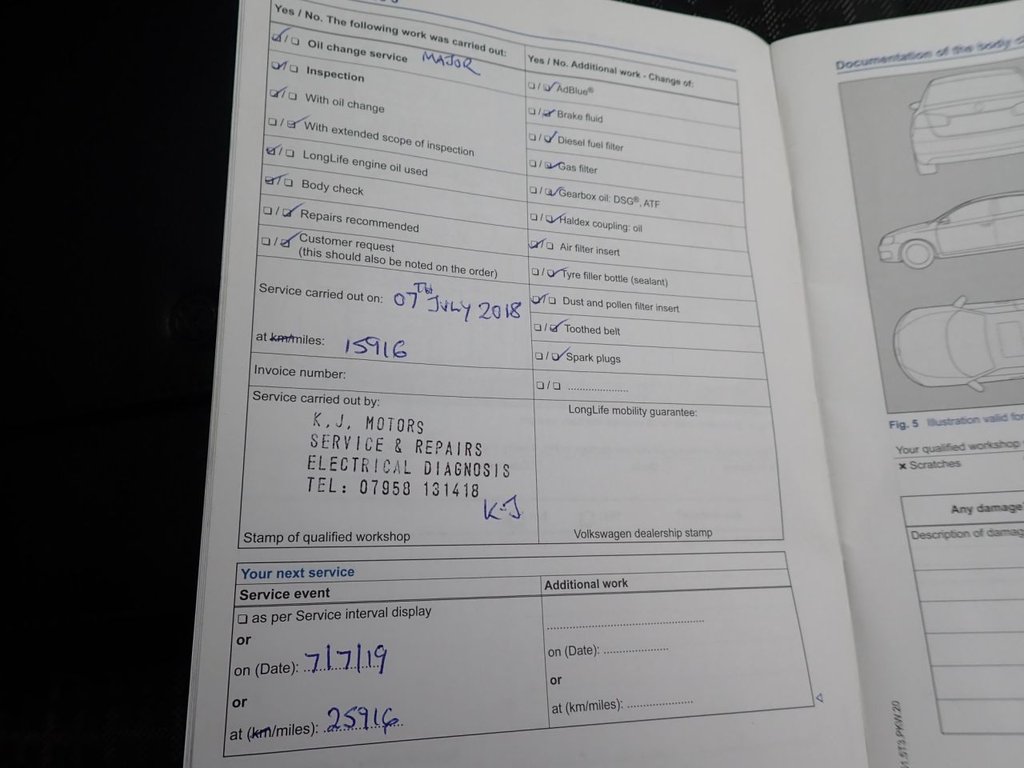 Yes / No. The following work was carried out:
☑/☐ Oil change service MAJOR
☑/☐ Inspection
☑/☐ With oil change
☐/☑ With extended scope of inspection
☑/☐ LongLife engine oil used
☑/☐ Body check
☐/☑ Repairs recommended
☐/☑ Customer request
(this should also be noted on the order)
Service carried out on: 07TH JULY 2018
at km/miles: 15916
Invoice number:
Service carried out by:
K.J. MOTORS
SERVICE & REPAIRS
ELECTRICAL DIAGNOSIS
TEL: 07958 131418
K-J
Stamp of qualified workshop
Yes / No. Additional work - Change of:
☐/☑ AdBlue®
☐/☑ Brake fluid
☐/☑ Diesel fuel filter
☐/☑ Gas filter
☐/☑ Gearbox oil: DSG®, ATF
☐/☑ Haldex coupling: oil
☑/☐ Air filter insert
☐/☑ Tyre filler bottle (sealant)
☑/☐ Dust and pollen filter insert
☐/☑ Toothed belt
☐/☑ Spark plugs
☐/☐ .....................
LongLife mobility guarantee:
Volkswagen dealership stamp
Your next service
Service event
☐ as per Service interval display
or
on (Date): 7/7/19
or
at (km/miles): 25916
Additional work
on (Date): ....................
or
at (km/miles): ....................
Documentation of the body
Fig. 5 Illustration valid for
Your qualified workshop
× Scratches
Any damage
Description of damag